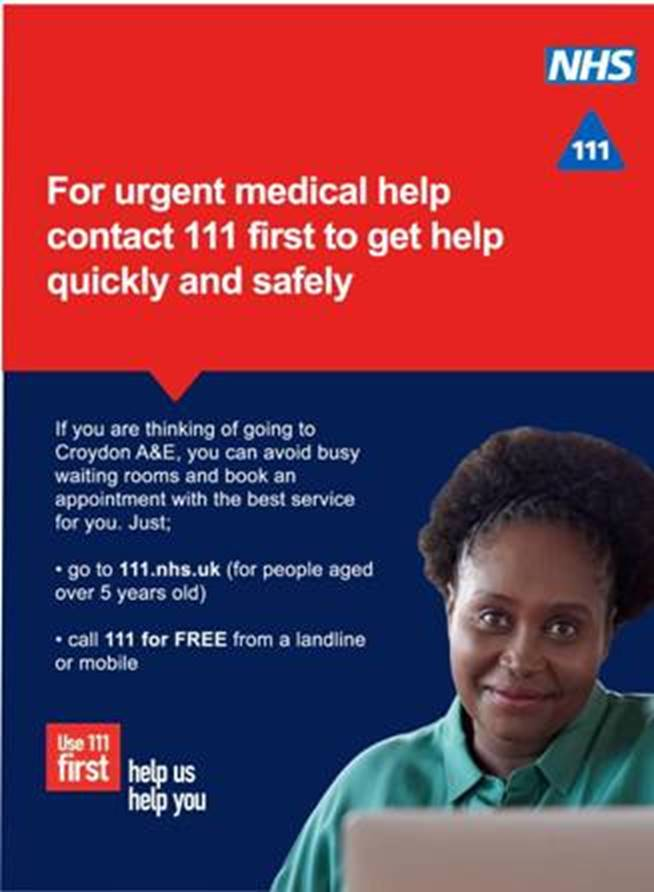 NHS
111
For urgent medical help
contact 111 first to get help
quickly and safely
If you are thinking of going to
Croydon A&E, you can avoid busy
waiting rooms and book an
appointment with the best service
for you. Just;
• go to 111.nhs.uk (for people aged
over 5 years old)
• call 111 for FREE from a landline
or mobile
Use 111
first
help us
help you